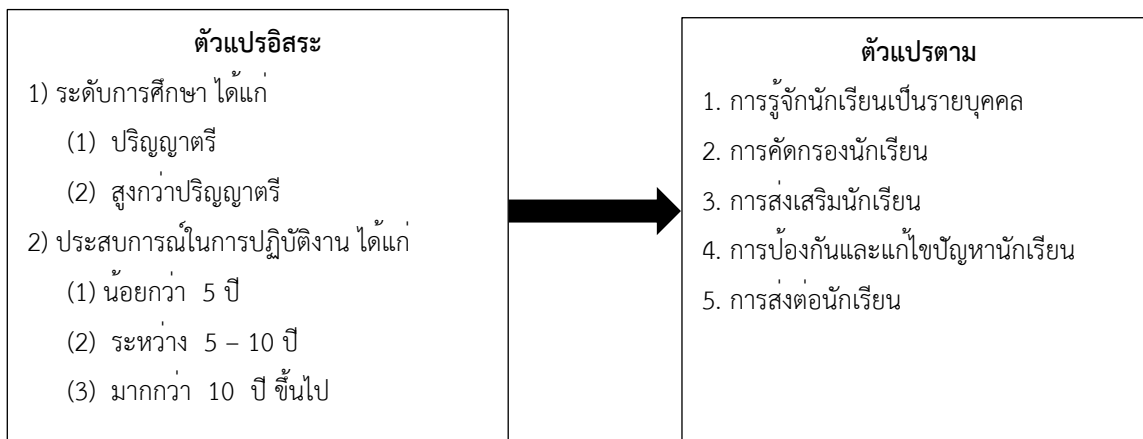 ตัวแปรอิสระ
1) ระดับการศึกษา ได้แก่
(1) ปริญญาตรี
(2) สูงกว่าปริญญาตรี
2) ประสบการณ์ในการปฏิบัติงาน ได้แก่
(1) น้อยกว่า 5 ปี
(2) ระหว่าง 5 – 10 ปี
(3) มากกว่า 10 ปี ขึ้นไป
ตัวแปรตาม
1. การรู้จักนักเรียนเป็นรายบุคคล
2. การคัดกรองนักเรียน
3. การส่งเสริมนักเรียน
4. การป้องกันและแก้ไขปัญหานักเรียน
5. การส่งต่อนักเรียน